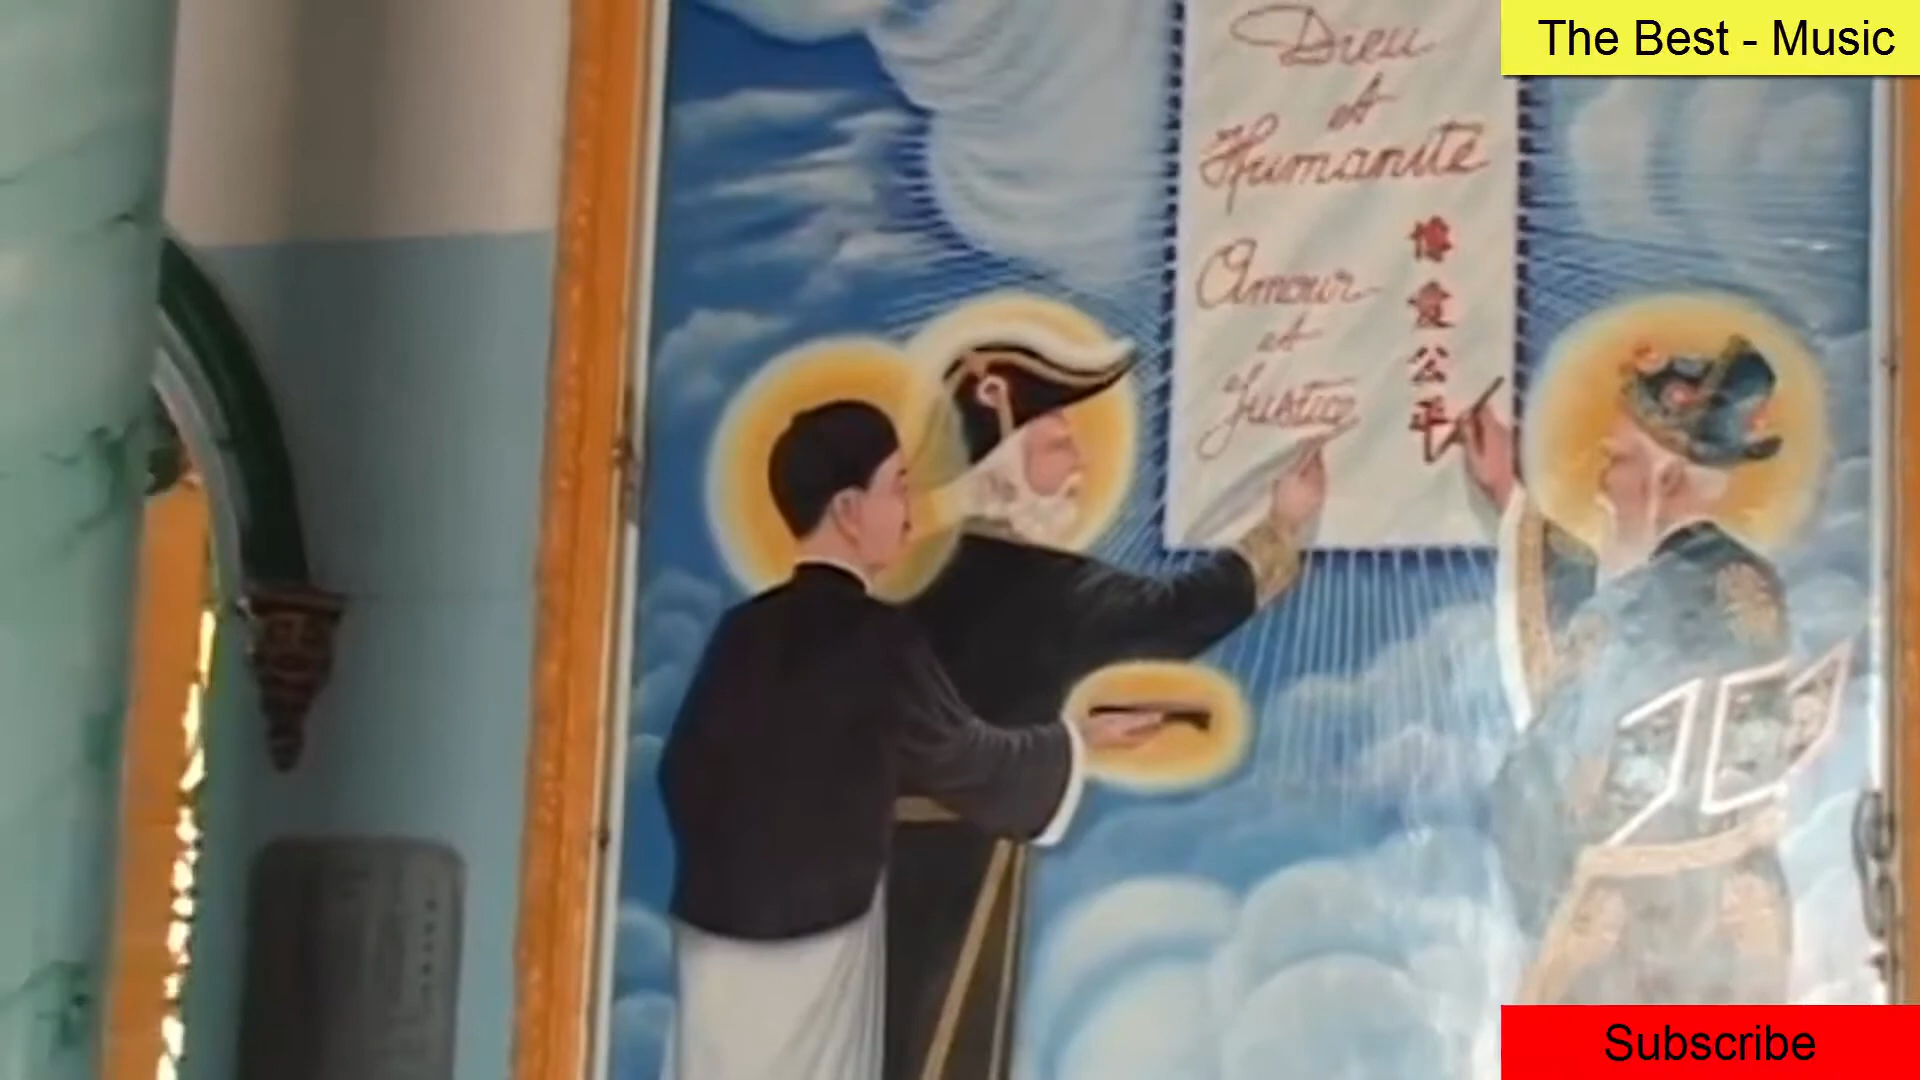 The Best - Music
Dieu
et
Humanité
Amour
et
Justice
博愛公平
Subscribe